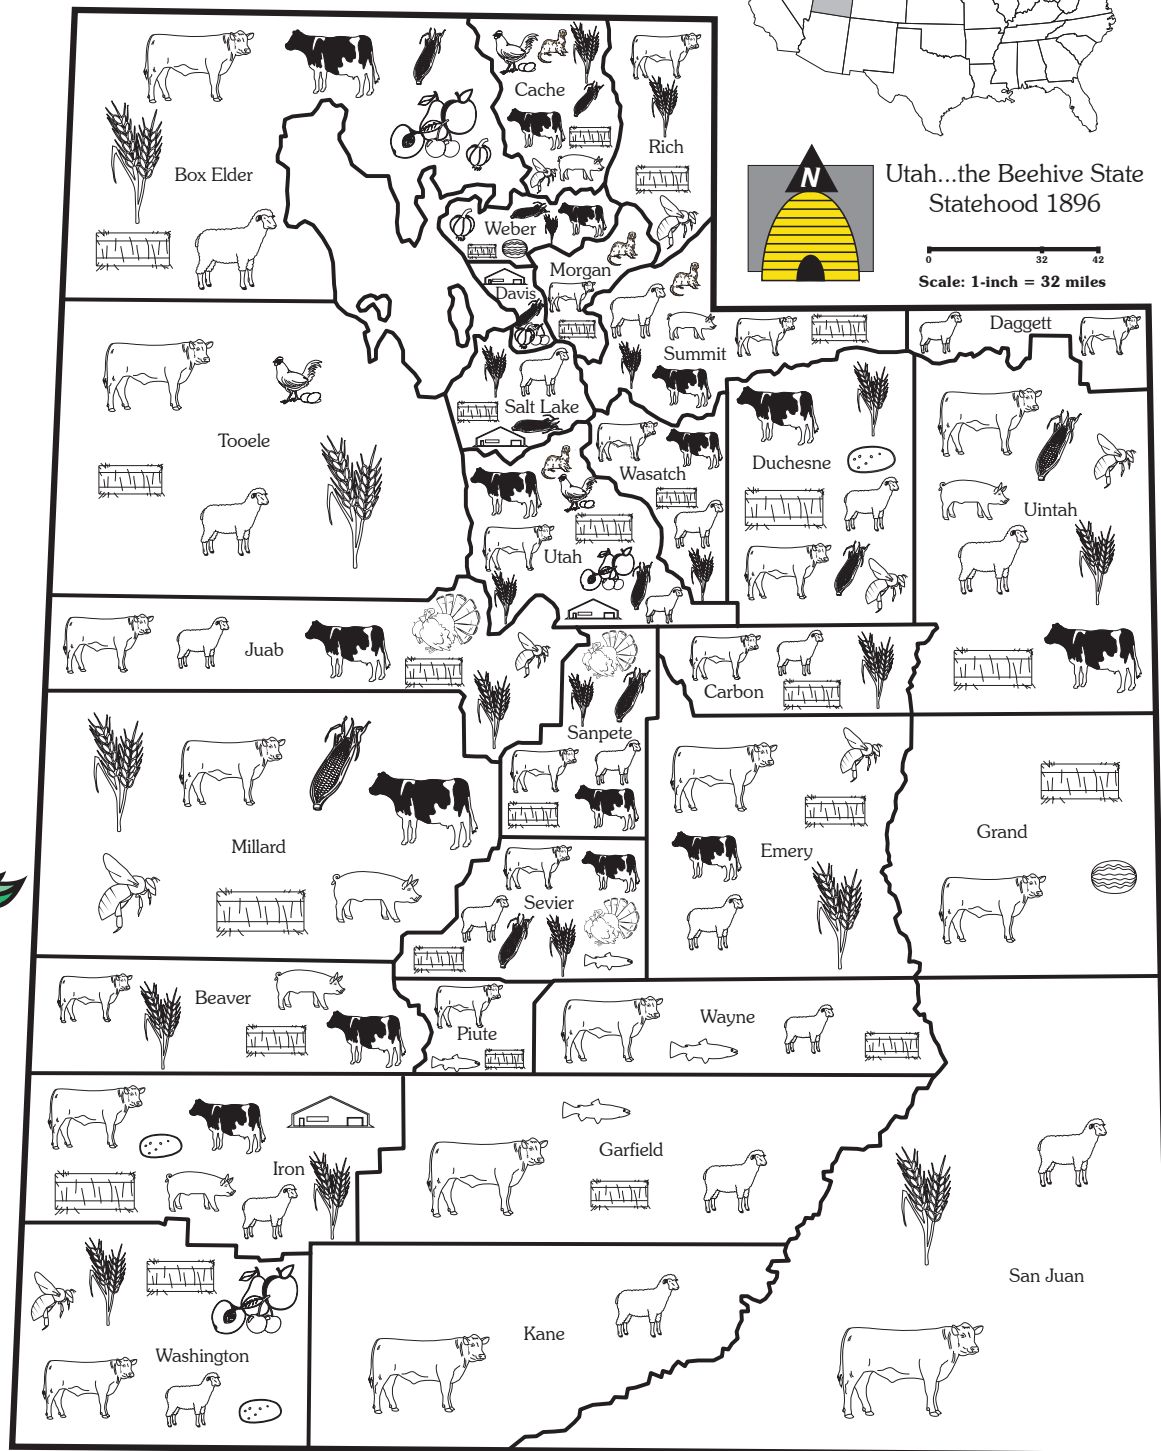 Cache
Rich
Box Elder
N
Utah...the Beehive State
Statehood 1896
0 32 42
Scale: 1-inch = 32 miles
Weber
Morgan
Davis
Daggett
Summit
Salt Lake
Tooele
Wasatch
Duchesne
Uintah
Utah
Juab
Carbon
Sanpete
Millard
Emery
Grand
Sevier
Beaver
Wayne
Piute
Garfield
Iron
San Juan
Kane
Washington